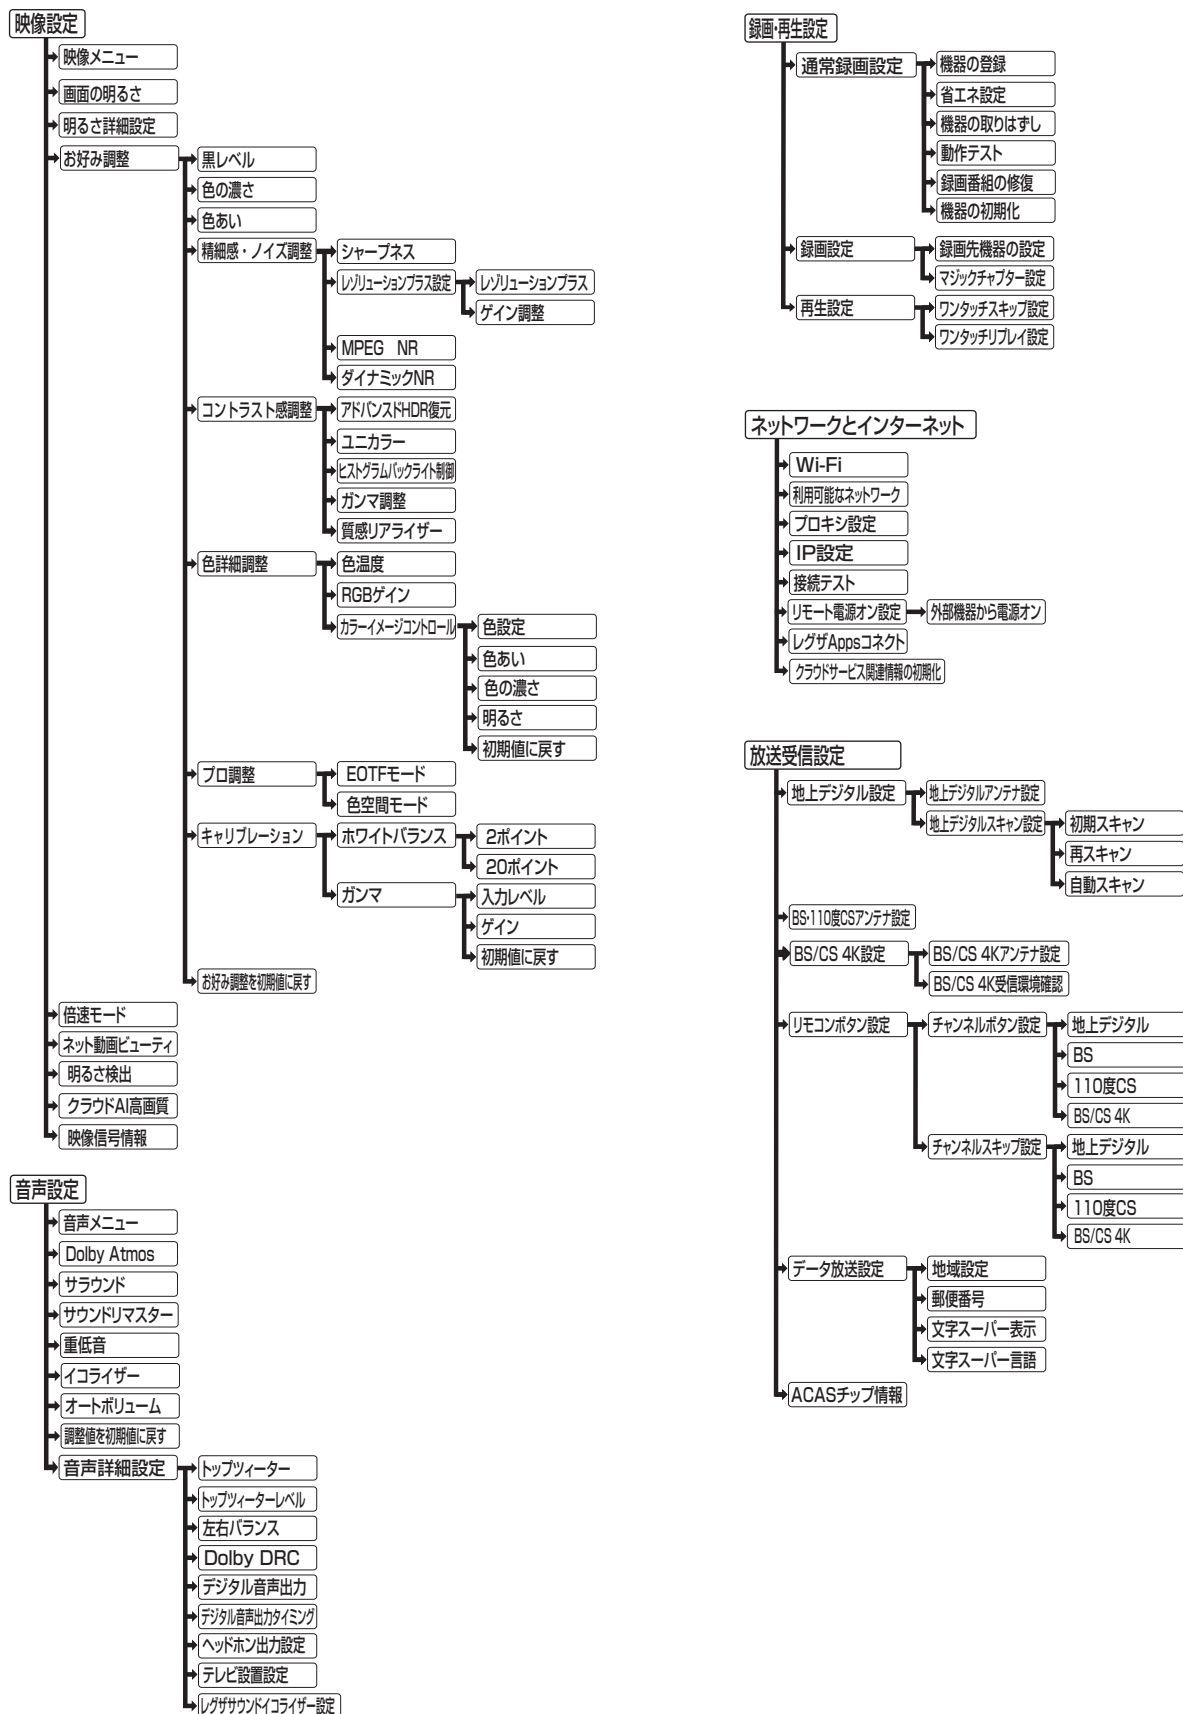 映像設定
映像メニュー
画面の明るさ
明るさ詳細設定
お好み調整
黒レベル
色の濃さ
色あい
精細感・ノイズ調整
シャープネス
レゾリューションプラス設定
レゾリューションプラス
ゲイン調整
MPEG NR
ダイナミックNR
コントラスト感調整
アドバンスドHDR復元
ユニカラー
ヒストグラムバックライト制御
ガンマ調整
質感リアライザー
色詳細調整
色温度
RGBゲイン
カラーイメージコントロール
色設定
色あい
色の濃さ
明るさ
初期値に戻す
プロ調整
EOTFモード
色空間モード
キャリブレーション
ホワイトバランス
2ポイント
20ポイント
ガンマ
入力レベル
ゲイン
初期値に戻す
お好み調整を初期値に戻す
倍速モード
ネット動画ビューティ
明るさ検出
クラウドAI高画質
映像信号情報
音声設定
音声メニュー
Dolby Atmos
サラウンド
サウンドリマスター
重低音
イコライザー
オートボリューム
調整値を初期値に戻す
音声詳細設定
トップツィーター
トップツィーターレベル
左右バランス
Dolby DRC
デジタル音声出力
デジタル音声出力タイミング
ヘッドホン出力設定
テレビ設置設定
レグザサウンドイコライザー設定
録画・再生設定
通常録画設定
機器の登録
省エネ設定
機器の取りはずし
動作テスト
録画番組の修復
機器の初期化
録画設定
録画先機器の設定
マジックチャプター設定
再生設定
ワンタッチスキップ設定
ワンタッチリプレイ設定
ネットワークとインターネット
Wi-Fi
利用可能なネットワーク
プロキシ設定
IP設定
接続テスト
リモート電源オン設定
外部機器から電源オン
レグザAppsコネクト
クラウドサービス関連情報の初期化
放送受信設定
地上デジタル設定
地上デジタルアンテナ設定
地上デジタルスキャン設定
初期スキャン
再スキャン
自動スキャン
BS・110度CSアンテナ設定
BS/CS 4K設定
BS/CS 4Kアンテナ設定
BS/CS 4K受信環境確認
リモコンボタン設定
チャンネルボタン設定
地上デジタル
BS
110度CS
BS/CS 4K
チャンネルスキップ設定
地上デジタル
BS
110度CS
BS/CS 4K
データ放送設定
地域設定
郵便番号
文字スーパー表示
文字スーパー言語
ACASチップ情報